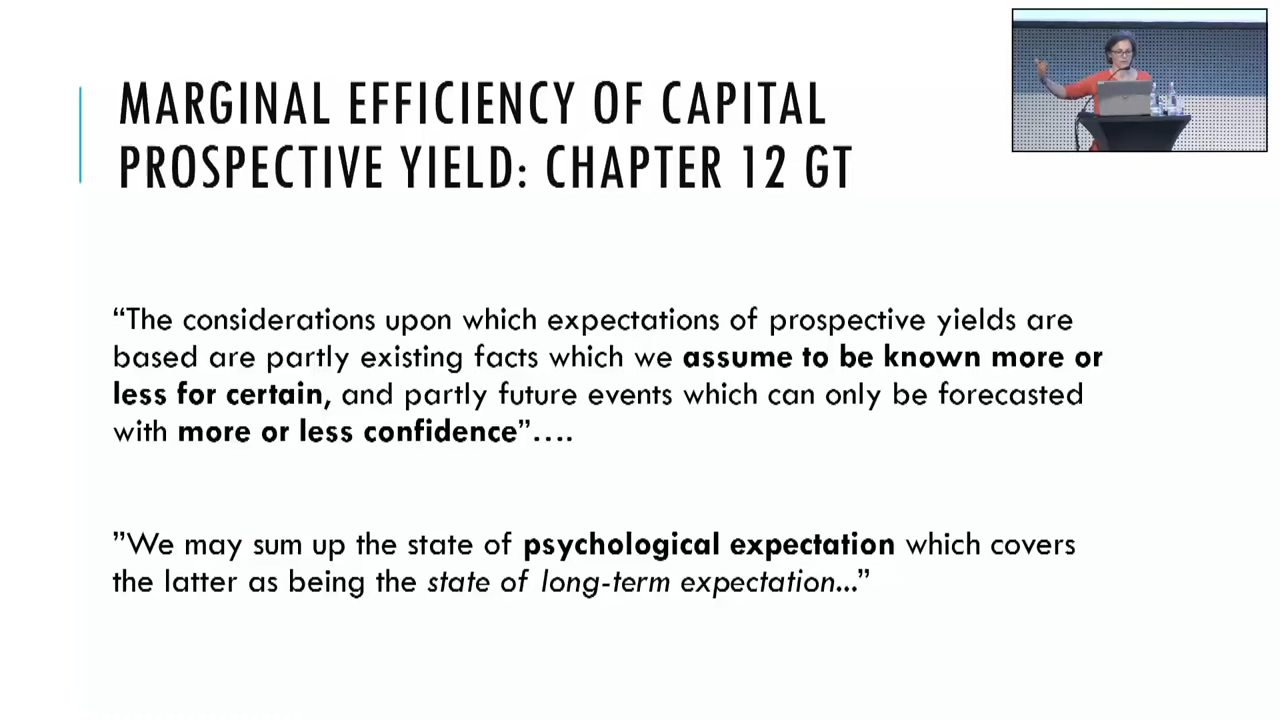 MARGINAL EFFICIENCY OF CAPITAL
PROSPECTIVE YIELD: CHAPTER 12 GT
“The considerations upon which expectations of prospective yields are
based are partly existing facts which we assume to be known more or
less for certain, and partly future events which can only be forecasted
with more or less confidence”….
”We may sum up the state of psychological expectation which covers
the latter as being the state of long-term expectation...”